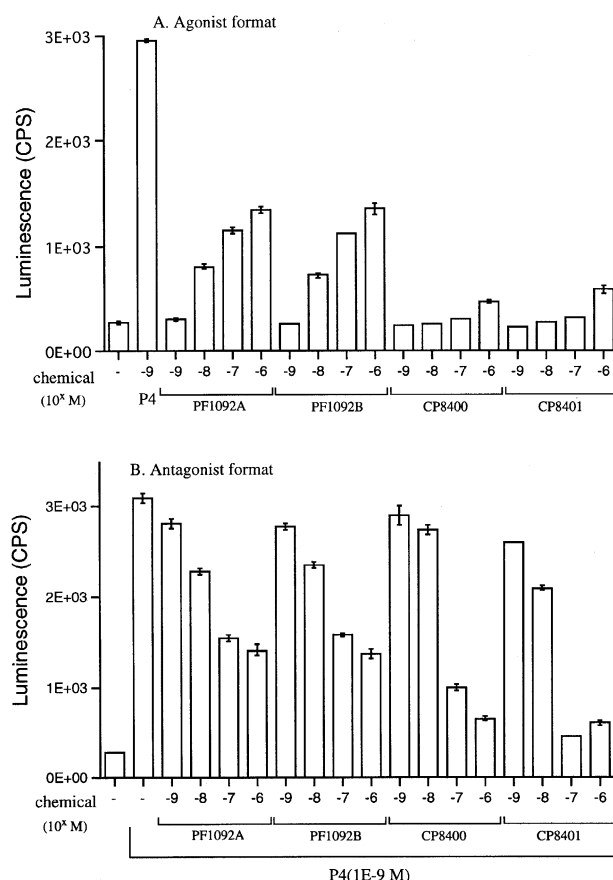 A. Agonist format
Luminescence (CPS)
3E+03
2E+03
1E+03
0E+00
chemical - -9 -9 -8 -7 -6 -9 -8 -7 -6 -9 -8 -7 -6 -9 -8 -7 -6
(10^x M) P4 PF1092A PF1092B CP8400 CP8401
B. Antagonist format
Luminescence (CPS)
3E+03
2E+03
1E+03
0E+00
chemical - - -9 -8 -7 -6 -9 -8 -7 -6 -9 -8 -7 -6 -9 -8 -7 -6
(10^x M) PF1092A PF1092B CP8400 CP8401
P4(1E-9 M)